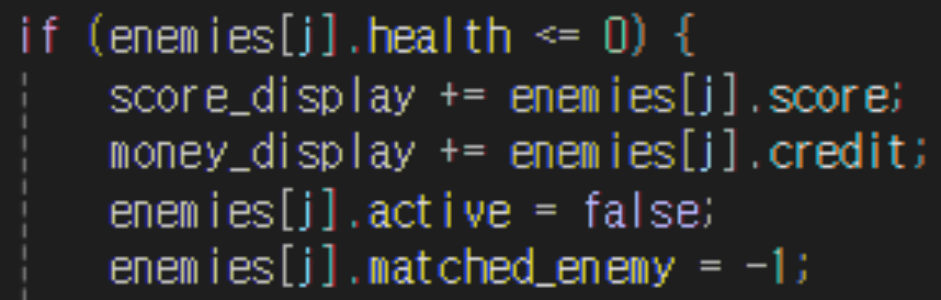 if (enemies[j].health <= 0) {
score_display += enemies[j].score;
money_display += enemies[j].credit;
enemies[j].active = false;
enemies[j].matched_enemy = -1;